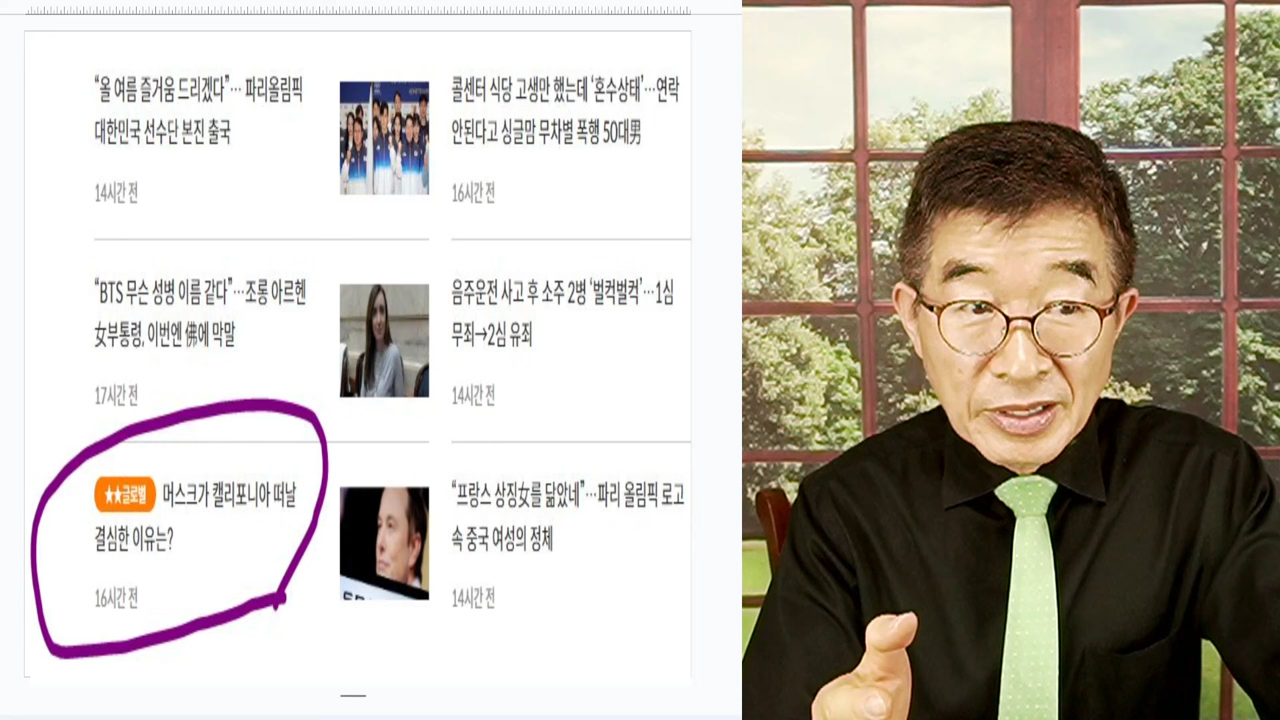 “올 여름 즐거움 드리겠다”… 파리올림픽
대한민국 선수단 본진 출국
14시간 전
콜센터 식당 고생만 했는데 ‘혼수상태’…연락
안된다고 싱글맘 무차별 폭행 50대男
16시간 전
“BTS 무슨 성병 이름 같다”…조롱 아르헨
女부통령, 이번엔 佛에 막말
17시간 전
음주운전 사고 후 소주 2병 ‘벌컥벌컥’…1심
무죄→2심 유죄
14시간 전
★★글로벌 머스크가 캘리포니아 떠날
결심한 이유는?
16시간 전
“프랑스 상징女를 닮았네”…파리 올림픽 로고
속 중국 여성의 정체
14시간 전